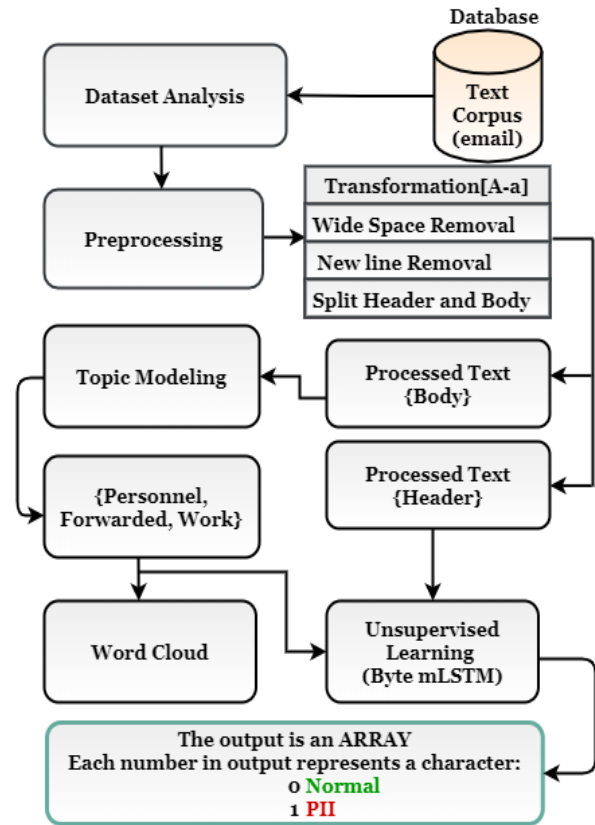 Database
Text
Corpus
(email)
Dataset Analysis
Preprocessing
Transformation[A-a]
Wide Space Removal
New line Removal
Split Header and Body
Topic Modeling
Processed Text
{Body}
{Personnel,
Forwarded, Work}
Processed Text
{Header}
Word Cloud
Unsupervised
Learning
(Byte mLSTM)
The output is an ARRAY
Each number in output represents a character:
0 Normal
1 PII